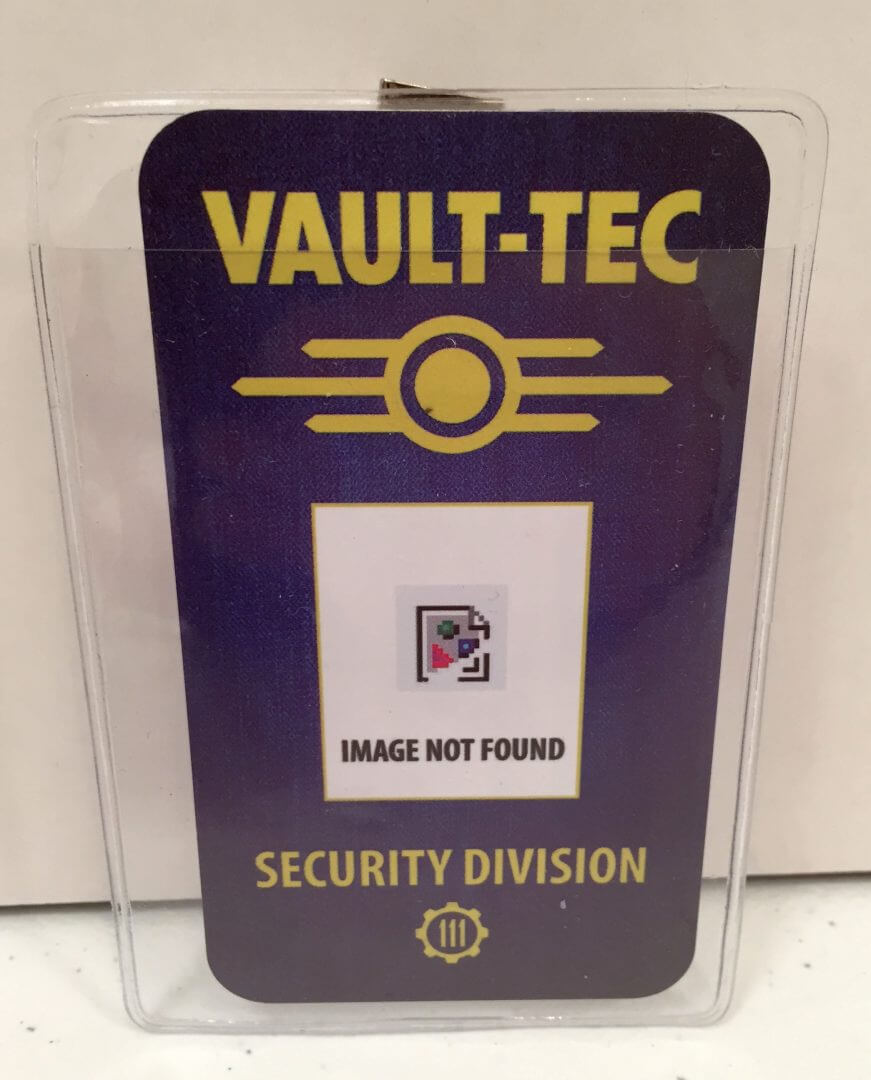 VAULT-TEC
IMAGE NOT FOUND
SECURITY DIVISION
111